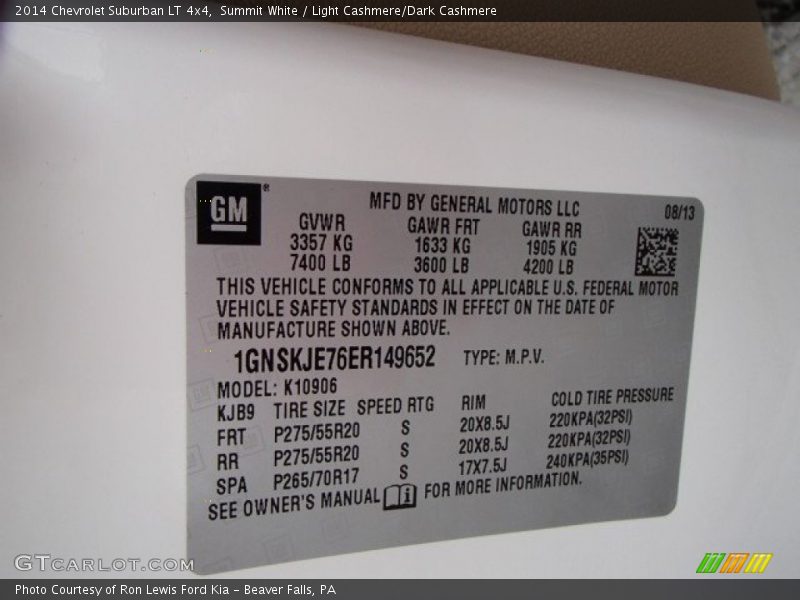 2014 Chevrolet Suburban LT 4x4,  Summit White / Light Cashmere/Dark Cashmere
GM ®
MFD BY GENERAL MOTORS LLC
08/13
GVWR GAWR FRT GAWR RR
3357 KG 1633 KG 1905 KG
7400 LB 3600 LB 4200 LB
THIS VEHICLE CONFORMS TO ALL APPLICABLE U.S. FEDERAL MOTOR
VEHICLE SAFETY STANDARDS IN EFFECT ON THE DATE OF
MANUFACTURE SHOWN ABOVE.
1GNSKJE76ER149652 TYPE: M.P.V.
MODEL: K10906
KJB9 TIRE SIZE SPEED RTG RIM COLD TIRE PRESSURE
FRT P275/55R20 S 20X8.5J 220KPA(32PSI)
RR P275/55R20 S 20X8.5J 220KPA(32PSI)
SPA P265/70R17 S 17X7.5J 240KPA(35PSI)
SEE OWNER'S MANUAL i FOR MORE INFORMATION.
GTCARLOT.COM
Photo Courtesy of Ron Lewis Ford Kia – Beaver Falls, PA